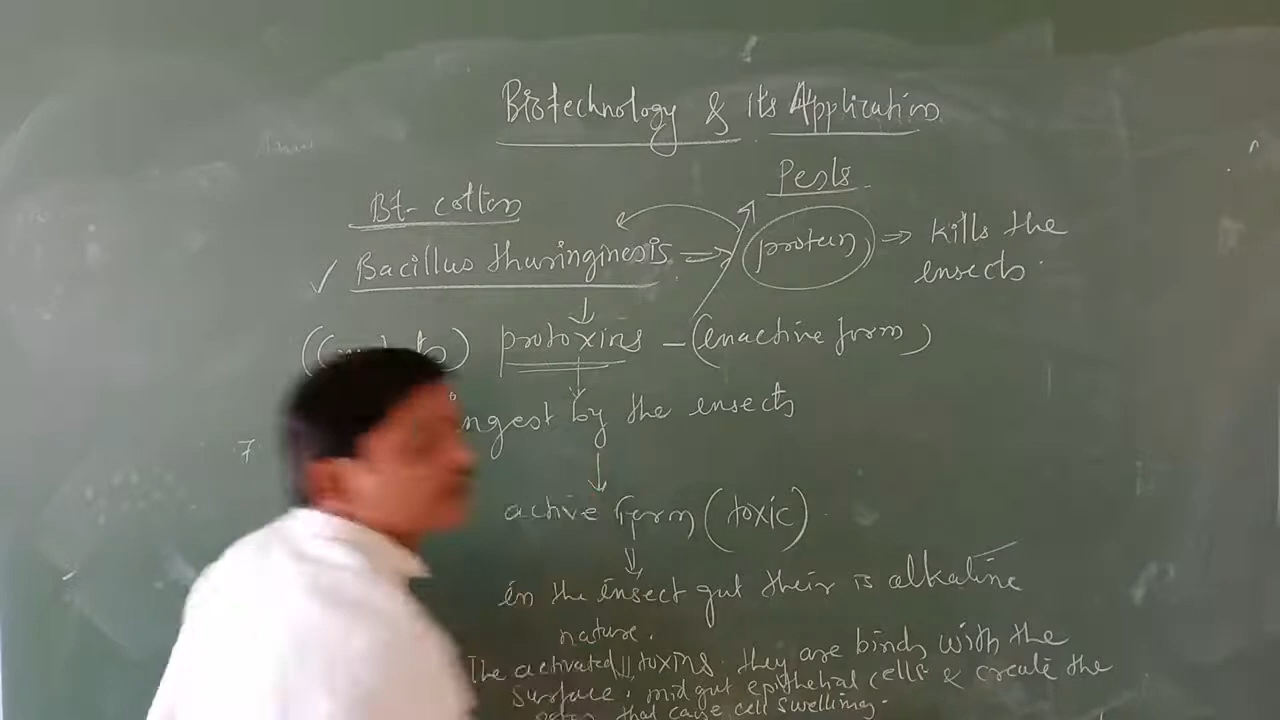 Biotechnology & its Application
Pests
Bt- cotton
✓ Bacillus thuringinesis ⇒ protein ⇒ kills the
insects.
protoxins - (enactive form)
ingest by the insects
7
active form (toxic)
in the insect gut their is alkaline
nature.
The activated toxins. they are binds with the
surface. midgut epithelial cells & create the
that cause cell swelling.